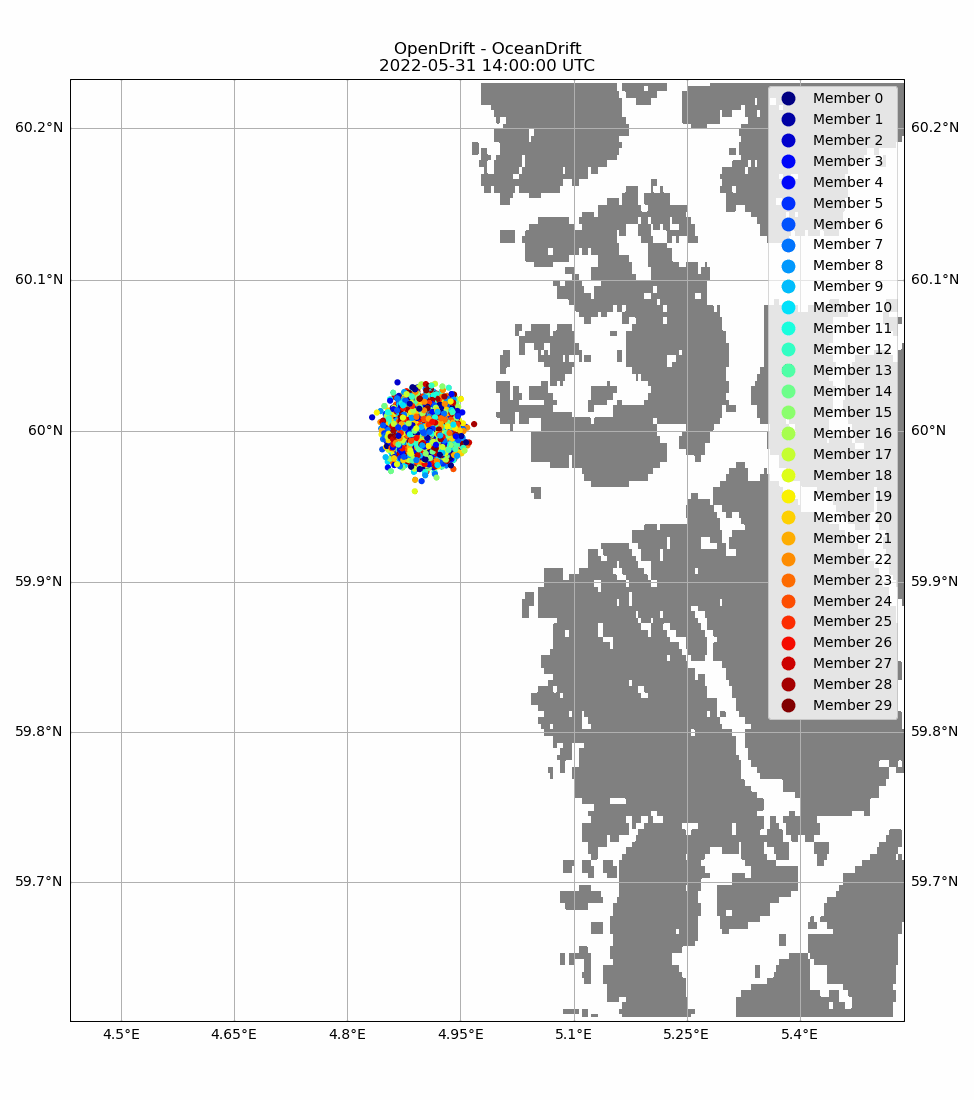 OpenDrift - OceanDrift
2022-05-31 14:00:00 UTC
60.2°N
60.1°N
60°N
59.9°N
59.8°N
59.7°N
60.2°N
60.1°N
60°N
59.9°N
59.8°N
59.7°N
Member 0
Member 1
Member 2
Member 3
Member 4
Member 5
Member 6
Member 7
Member 8
Member 9
Member 10
Member 11
Member 12
Member 13
Member 14
Member 15
Member 16
Member 17
Member 18
Member 19
Member 20
Member 21
Member 22
Member 23
Member 24
Member 25
Member 26
Member 27
Member 28
Member 29
4.5°E
4.65°E
4.8°E
4.95°E
5.1°E
5.25°E
5.4°E